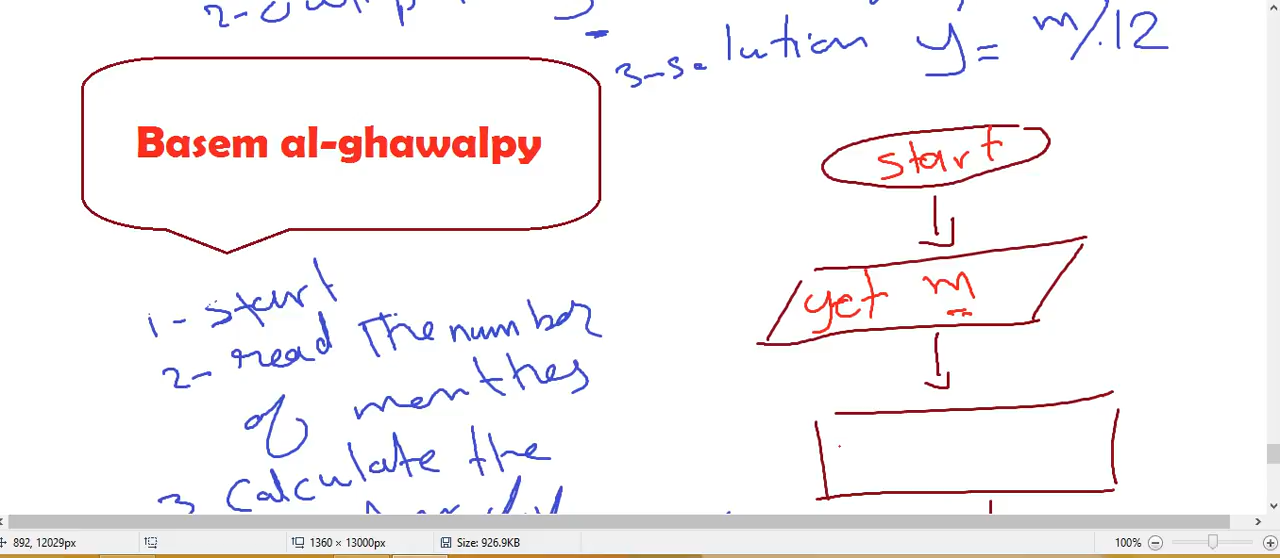 3-solution y= m/.12
Basem al-ghawalpy
start
get m
1- start
2- read the number
of menthes
3 Calculate the
892, 12029px
1360 × 13000px
Size: 926.9KB
100%